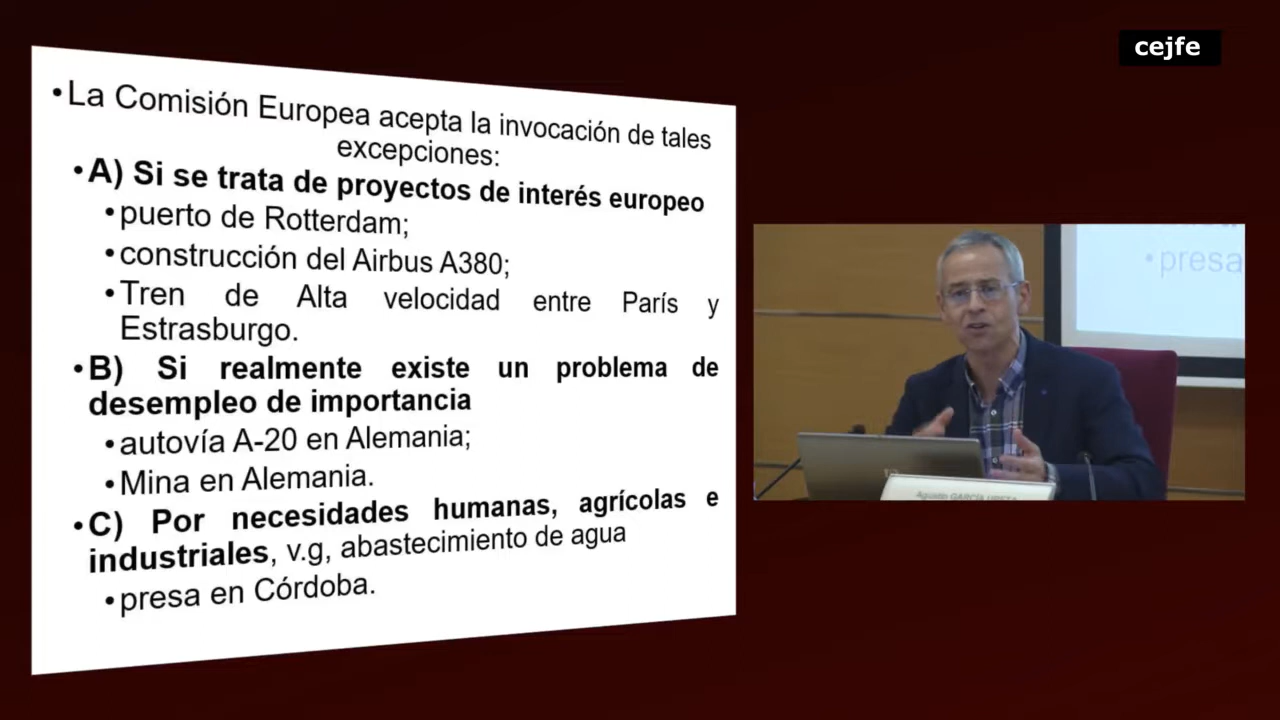 cejfe
•La Comisión Europea acepta la invocación de tales
excepciones:
•A) Si se trata de proyectos de interés europeo
•puerto de Rotterdam;
•construcción del Airbus A380;
•Tren de Alta velocidad entre París y
Estrasburgo.
•B) Si realmente existe un problema de
desempleo de importancia
•autovía A-20 en Alemania;
•Mina en Alemania.
•C) Por necesidades humanas, agrícolas e
industriales, v.g, abastecimiento de agua
•presa en Córdoba.
•presa
Agustín GARCÍA URETA